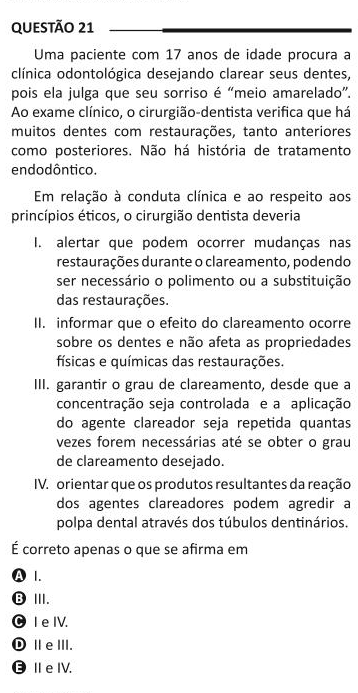 QUESTÃO 21
Uma paciente com 17 anos de idade procura a
clínica odontológica desejando clarear seus dentes,
pois ela julga que seu sorriso é “meio amarelado”.
Ao exame clínico, o cirurgião-dentista verifica que há
muitos dentes com restaurações, tanto anteriores
como posteriores. Não há história de tratamento
endodôntico.
Em relação à conduta clínica e ao respeito aos
princípios éticos, o cirurgião dentista deveria
I. alertar que podem ocorrer mudanças nas
restaurações durante o clareamento, podendo
ser necessário o polimento ou a substituição
das restaurações.
II. informar que o efeito do clareamento ocorre
sobre os dentes e não afeta as propriedades
físicas e químicas das restaurações.
III. garantir o grau de clareamento, desde que a
concentração seja controlada e a aplicação
do agente clareador seja repetida quantas
vezes forem necessárias até se obter o grau
de clareamento desejado.
IV. orientar que os produtos resultantes da reação
dos agentes clareadores podem agredir a
polpa dental através dos túbulos dentinários.
É correto apenas o que se afirma em
A I.
B III.
C I e IV.
D II e III.
E II e IV.